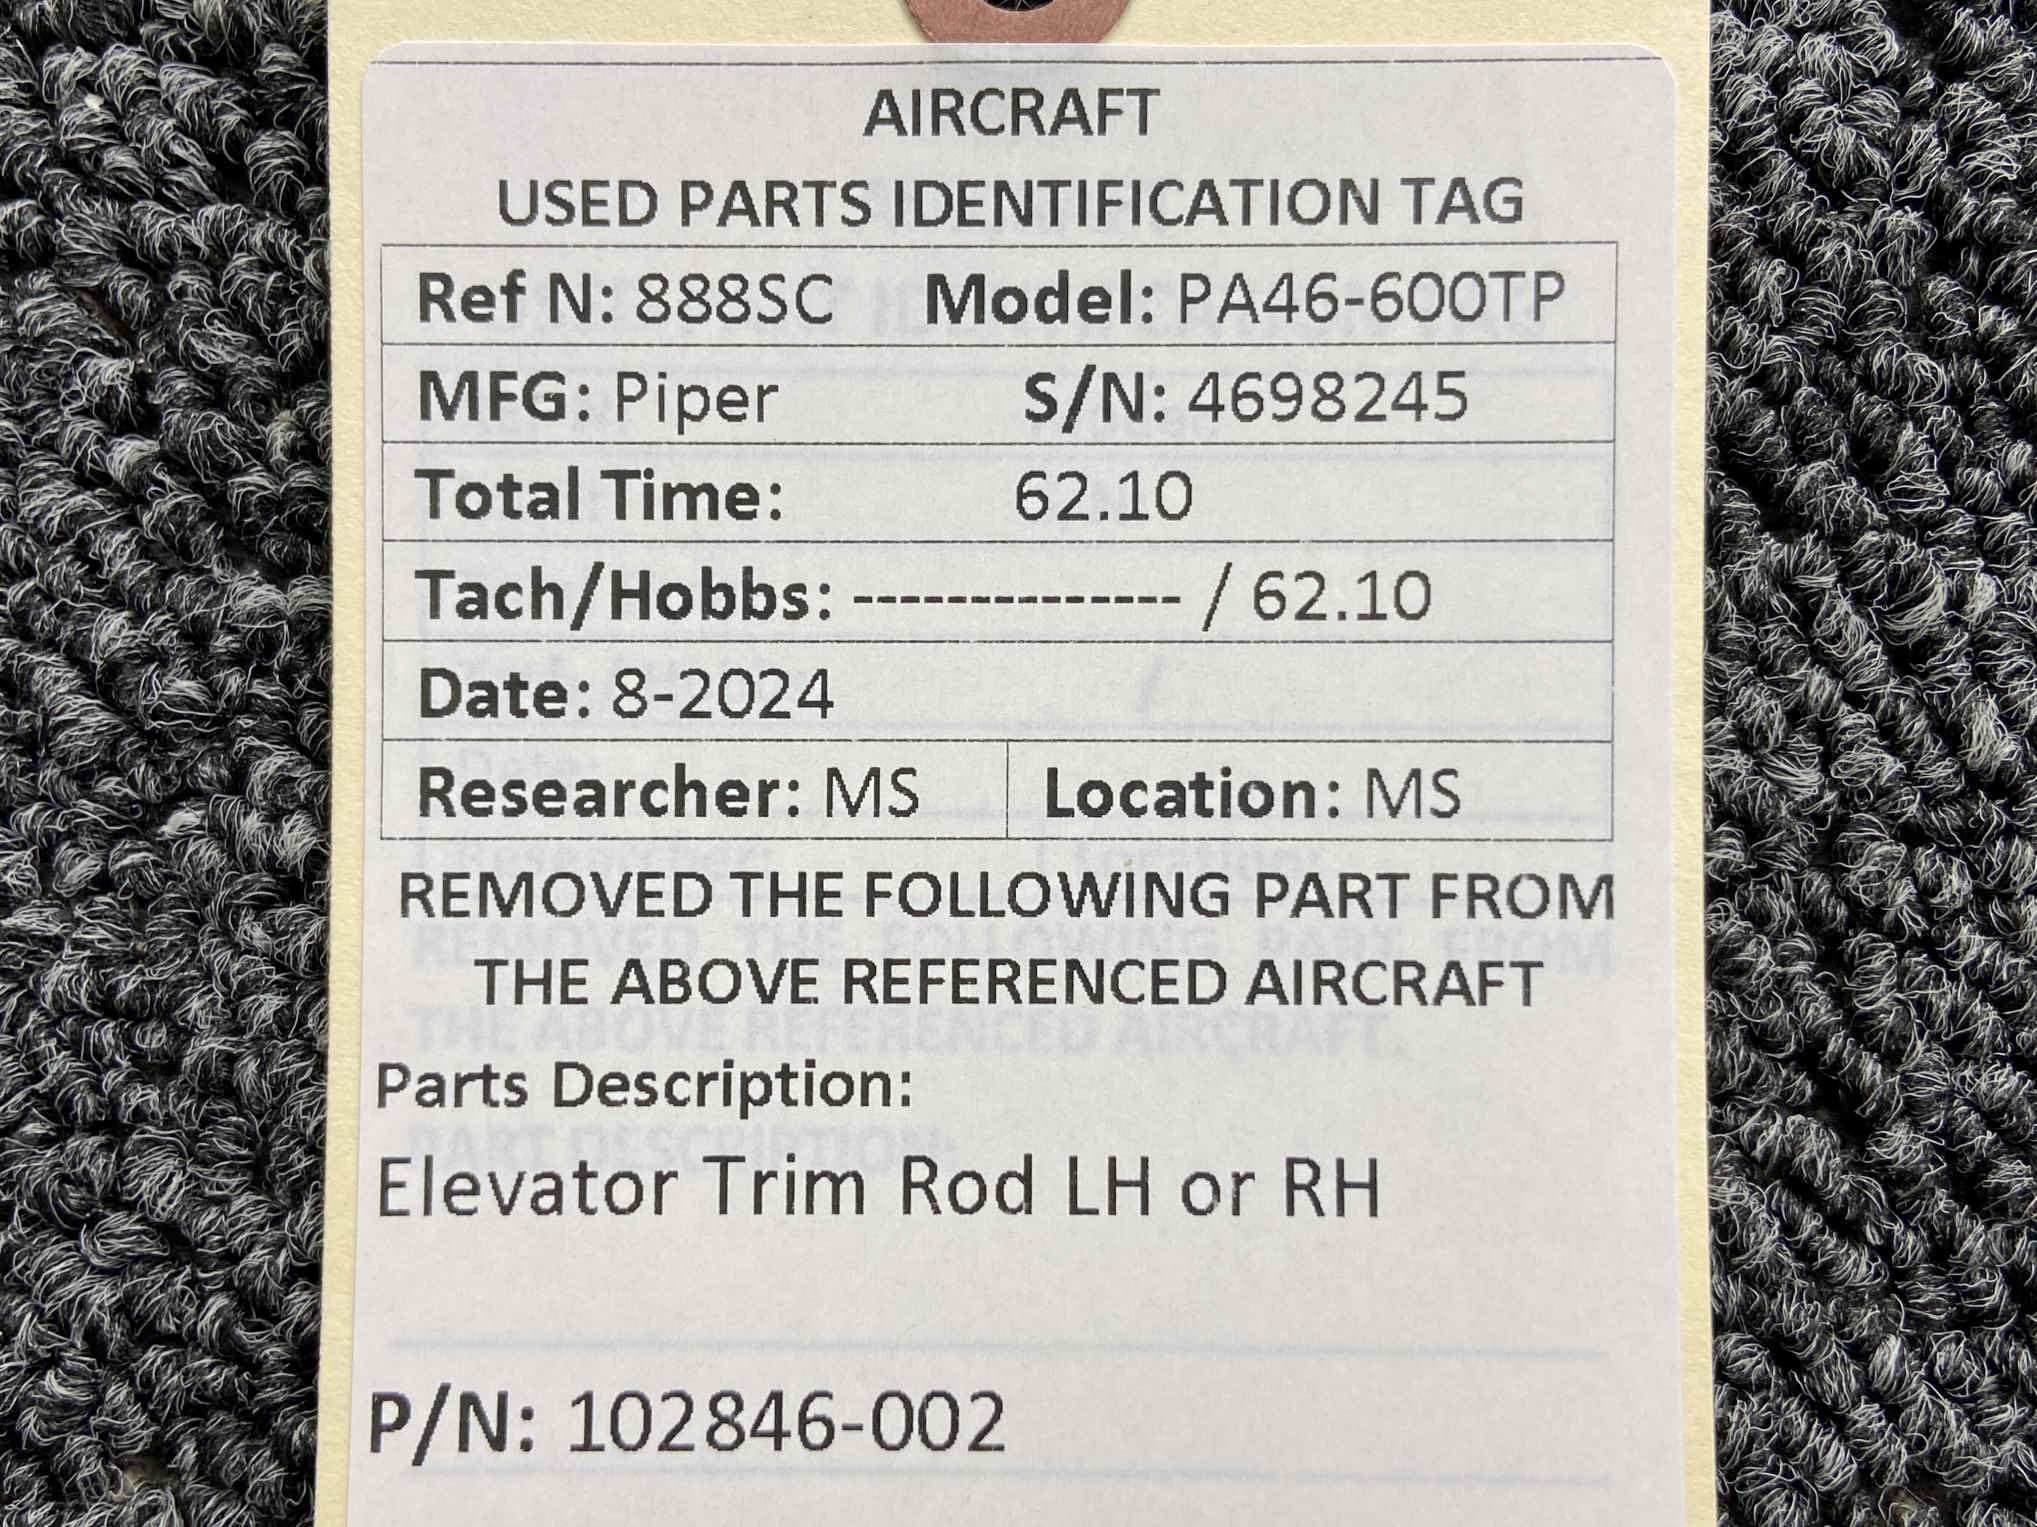 AIRCRAFT
USED PARTS IDENTIFICATION TAG
Ref N: 888SC Model: PA46-600TP
MFG: Piper S/N: 4698245
Total Time: 62.10
Tach/Hobbs: -------------- / 62.10
Date: 8-2024
Researcher: MS Location: MS
REMOVED THE FOLLOWING PART FROM
THE ABOVE REFERENCED AIRCRAFT
Parts Description:
Elevator Trim Rod LH or RH
P/N: 102846-002